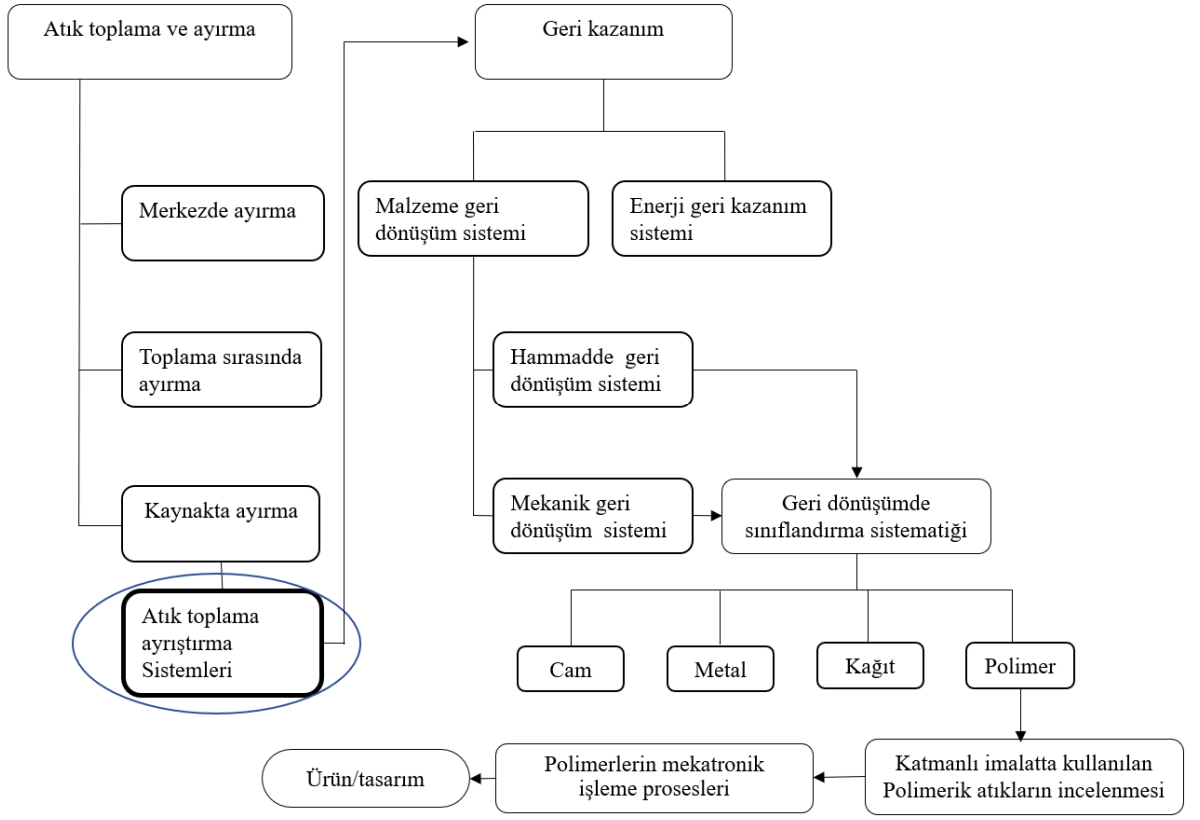 Atık toplama ve ayırma
Geri kazanım
Merkezde ayırma
Malzeme geri
dönüşüm sistemi
Enerji geri kazanım
sistemi
Toplama sırasında
ayırma
Hammadde geri
dönüşüm sistemi
Kaynakta ayırma
Mekanik geri
dönüşüm sistemi
Geri dönüşümde
sınıflandırma sistematiği
Atık toplama
ayrıştırma
Sistemleri
Cam
Metal
Kağıt
Polimer
Ürün/tasarım
Polimerlerin mekatronik
işleme prosesleri
Katmanlı imalatta kullanılan
Polimerik atıkların incelenmesi